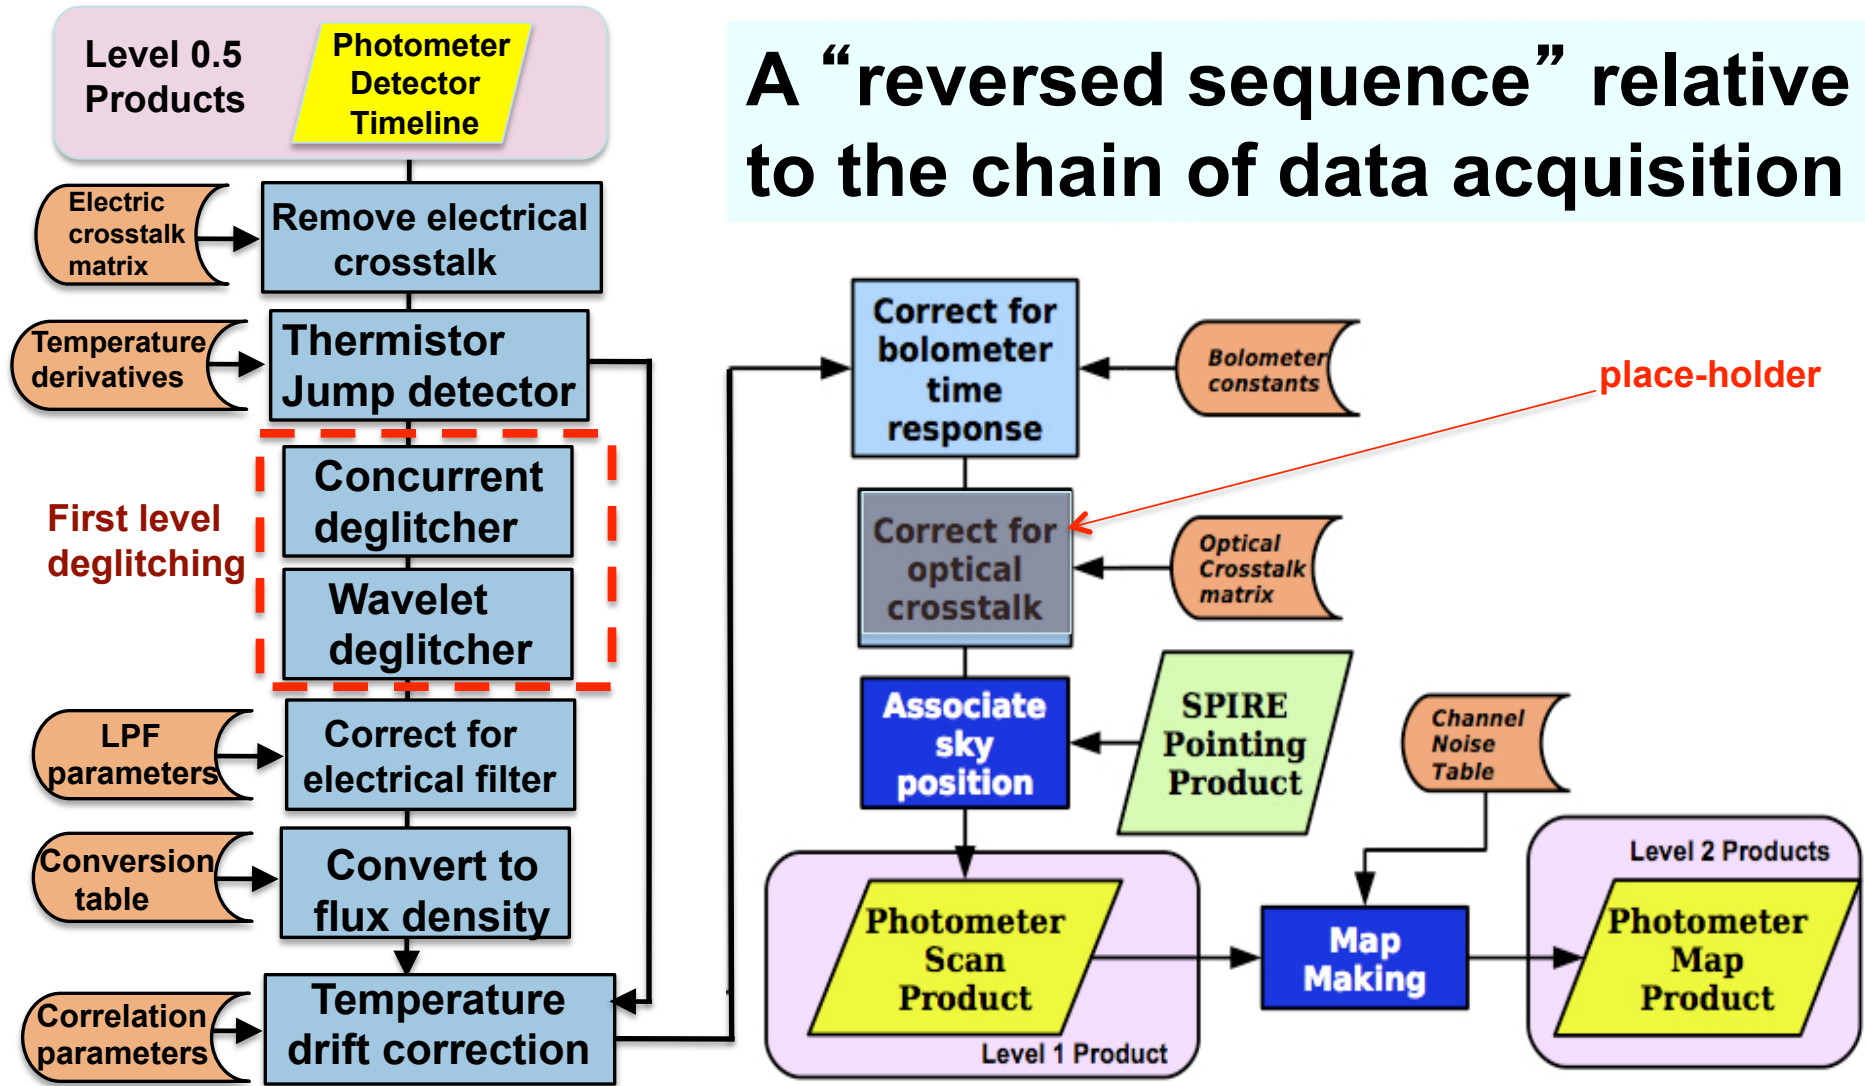 Level 0.5
Products
Photometer
Detector
Timeline
A “reversed sequence” relative
to the chain of data acquisition
Electric
crosstalk
matrix
Remove electrical
crosstalk
Temperature
derivatives
Thermistor
Jump detector
First level
deglitching
Concurrent
deglitcher
Wavelet
deglitcher
LPF
parameters
Correct for
electrical filter
Conversion
table
Convert to
flux density
Correlation
parameters
Temperature
drift correction
Correct for
bolometer
time
response
Bolometer
constants
place-holder
Correct for
optical
crosstalk
Optical
Crosstalk
matrix
Associate
sky
position
SPIRE
Pointing
Product
Channel
Noise
Table
Photometer
Scan
Product
Level 1 Product
Map
Making
Level 2 Products
Photometer
Map
Product